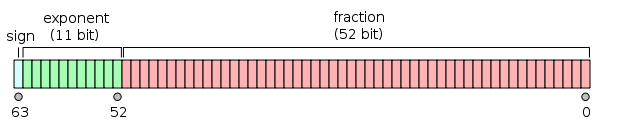 sign
exponent
(11 bit)
fraction
(52 bit)
63
52
0